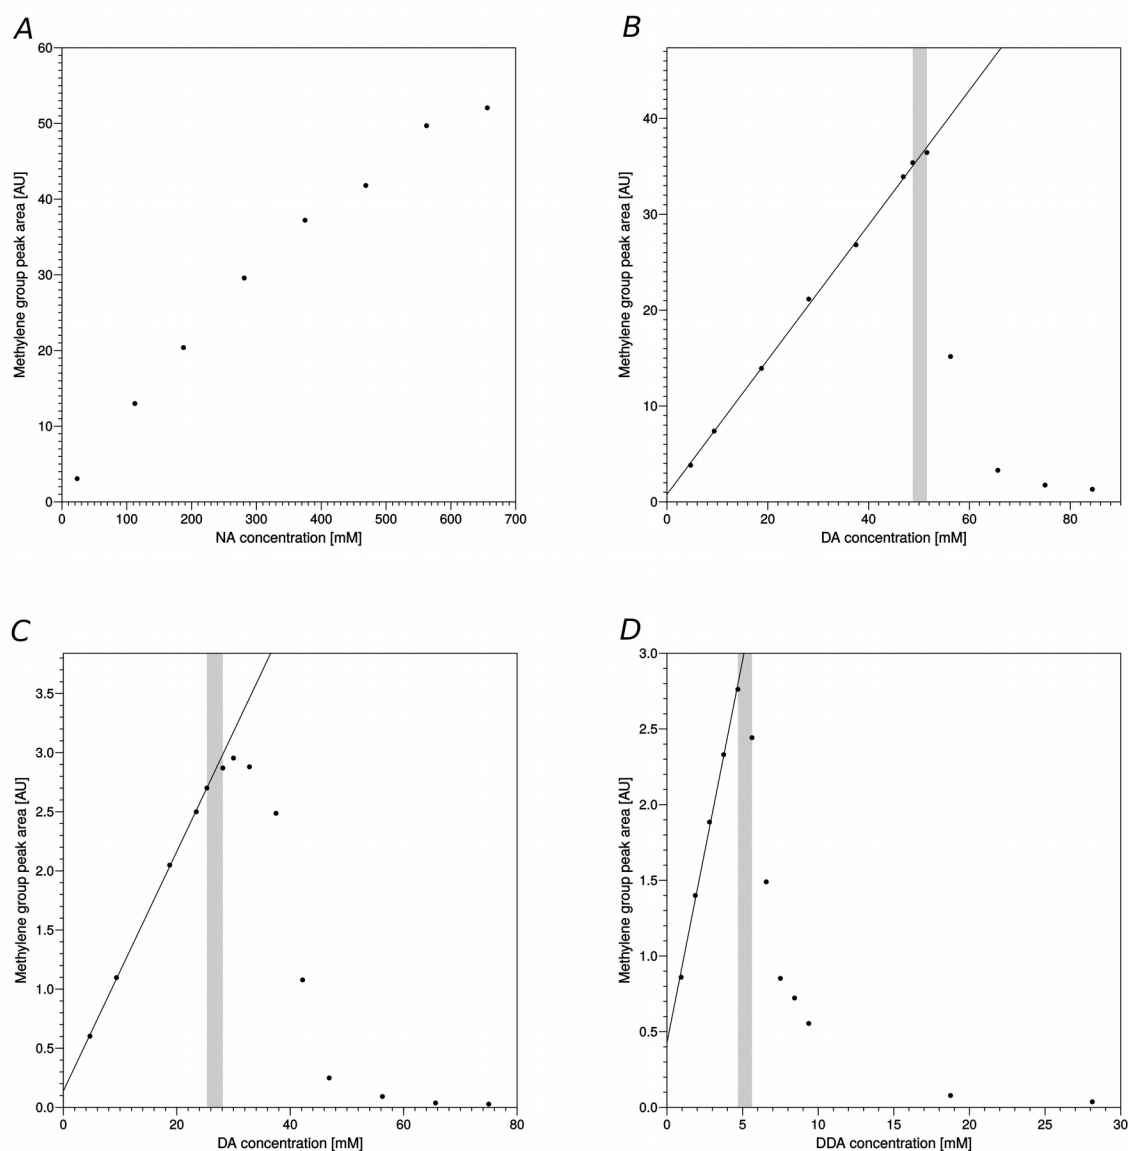 A
Methylene group peak area [AU]
60
50
40
30
20
10
0
0 100 200 300 400 500 600 700
NA concentration [mM]
B
Methylene group peak area [AU]
40
30
20
10
0
0 20 40 60 80
DA concentration [mM]
C
Methylene group peak area [AU]
3.5
3.0
2.5
2.0
1.5
1.0
0.5
0.0
0 20 40 60 80
DA concentration [mM]
D
Methylene group peak area [AU]
3.0
2.5
2.0
1.5
1.0
0.5
0.0
0 5 10 15 20 25 30
DDA concentration [mM]